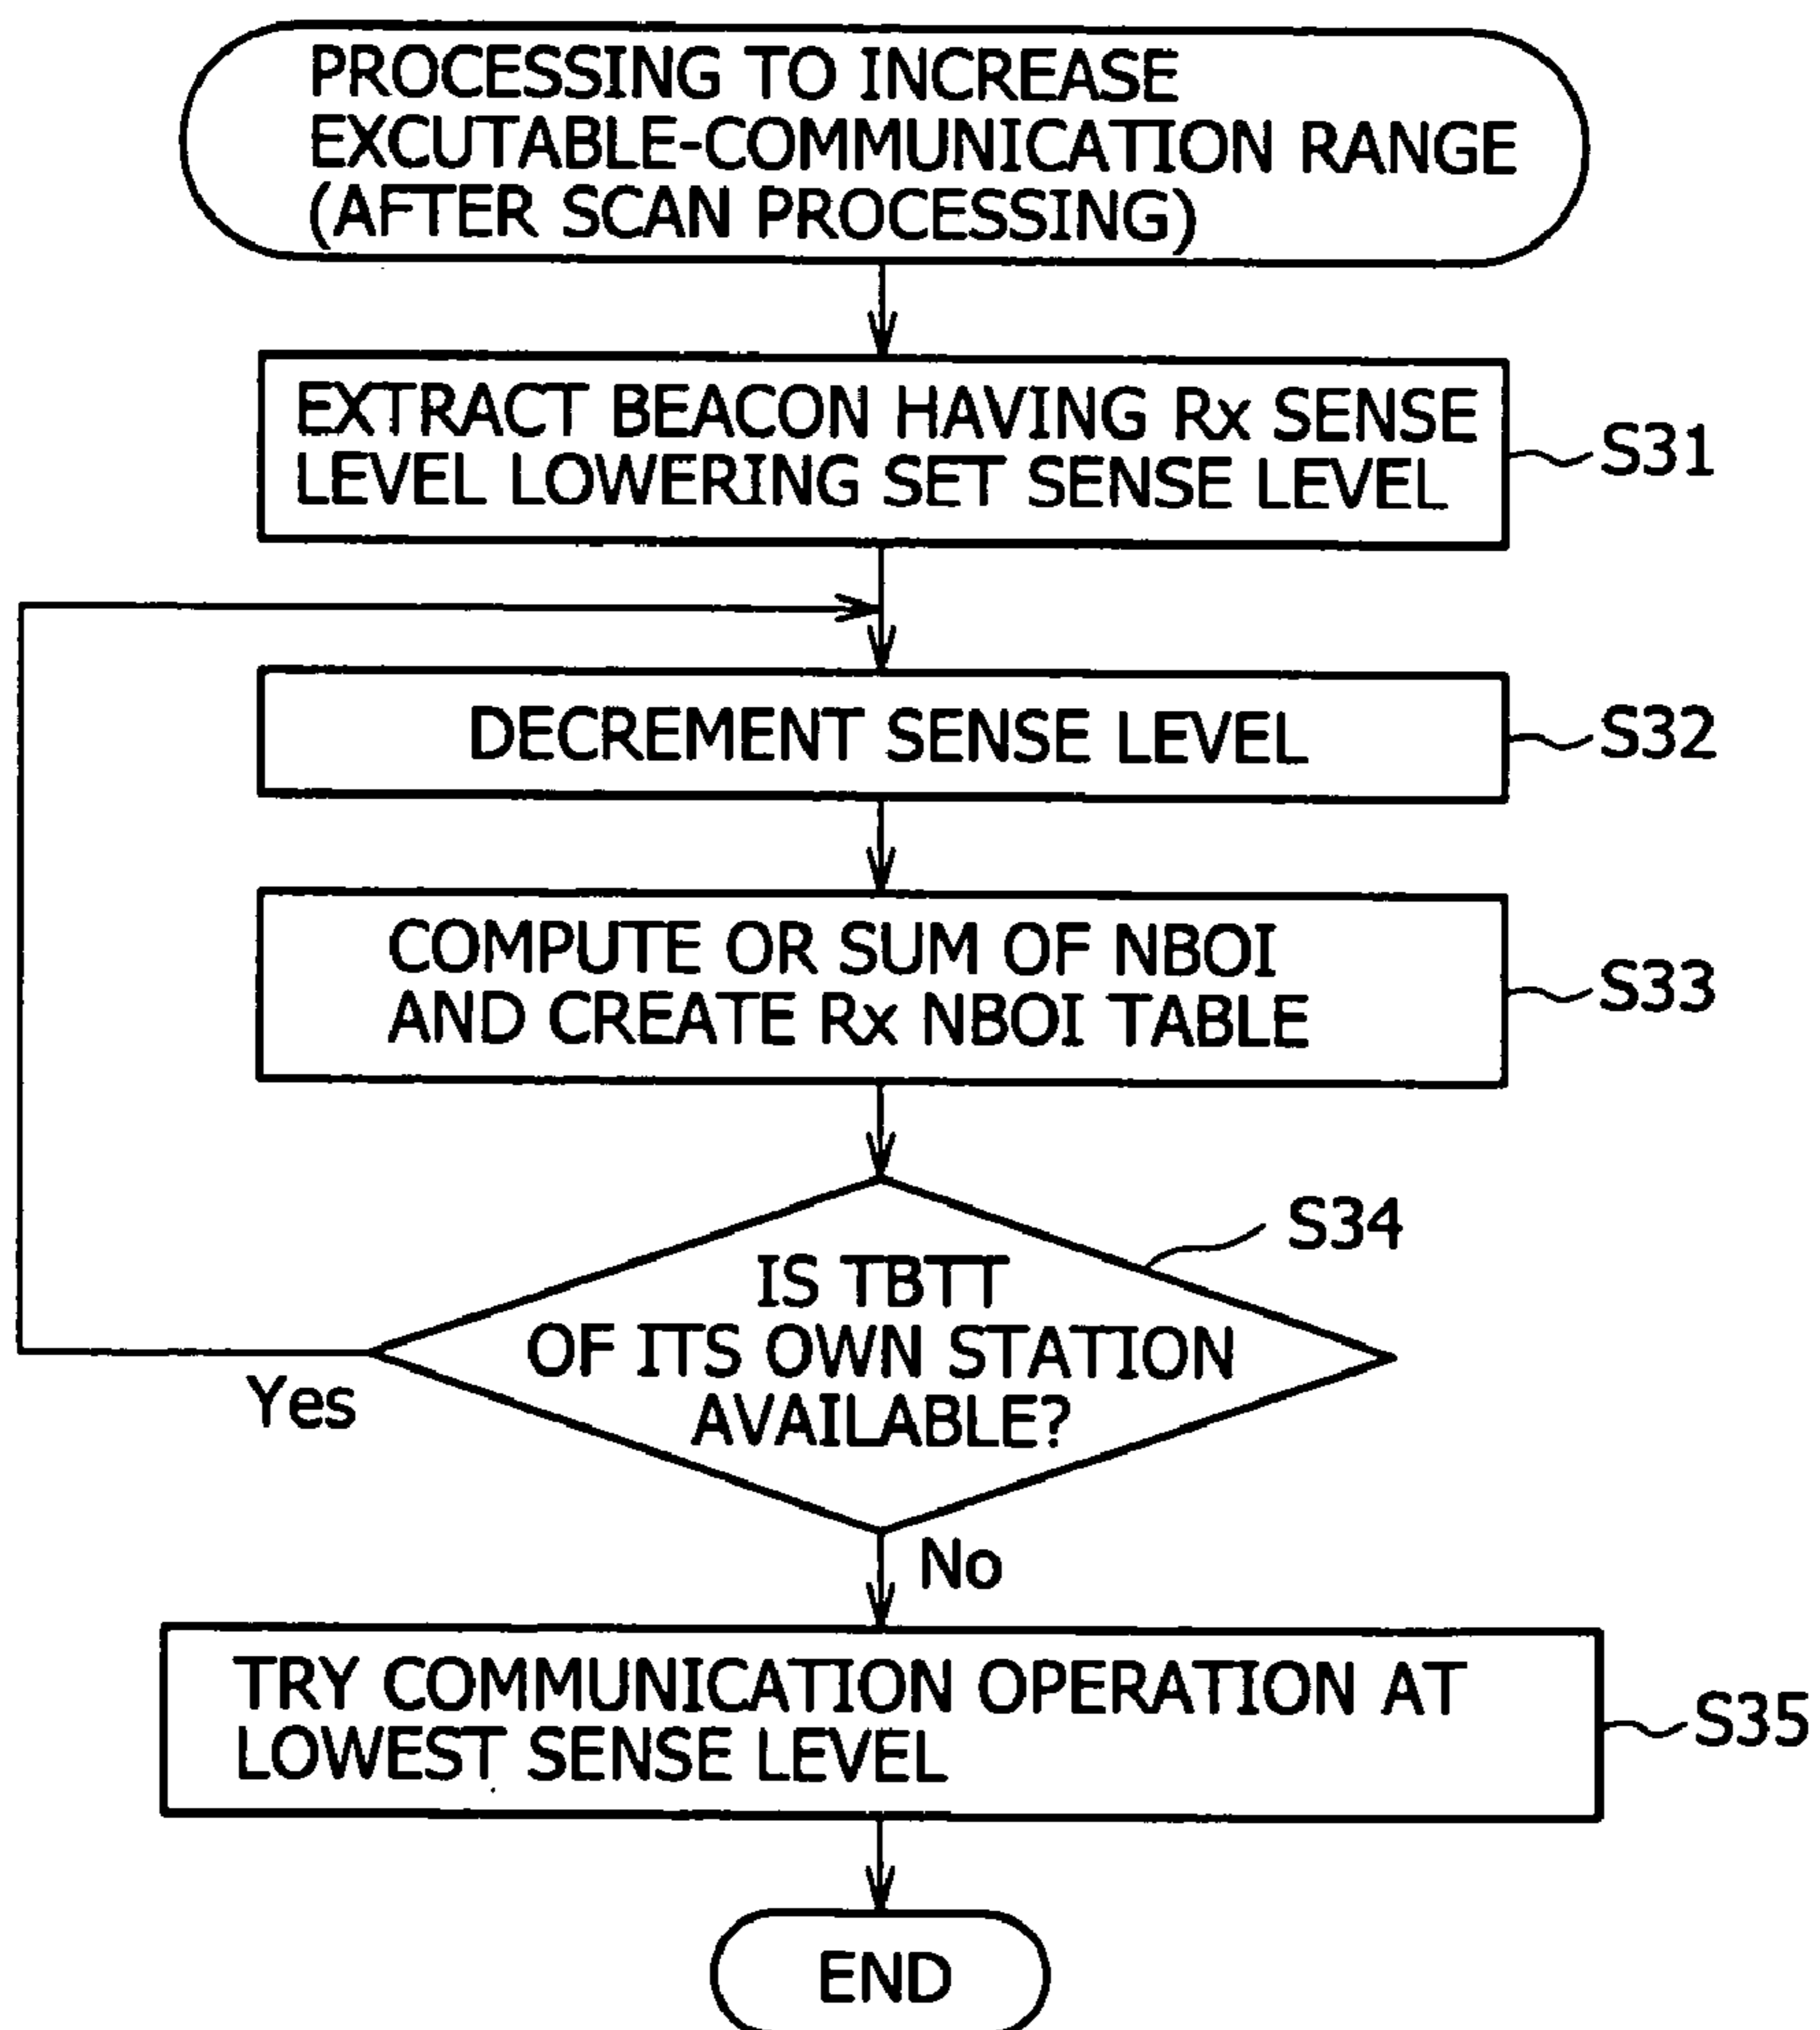 PROCESSING TO INCREASE
EXCUTABLE-COMMUNICATION RANGE
(AFTER SCAN PROCESSING)
EXTRACT BEACON HAVING Rx SENSE
LEVEL LOWERING SET SENSE LEVEL
S31
DECREMENT SENSE LEVEL
S32
COMPUTE OR SUM OF NBOI
AND CREATE Rx NBOI TABLE
S33
S34
IS TBTT
OF ITS OWN STATION
AVAILABLE?
Yes
No
TRY COMMUNICATION OPERATION AT
LOWEST SENSE LEVEL
S35
END